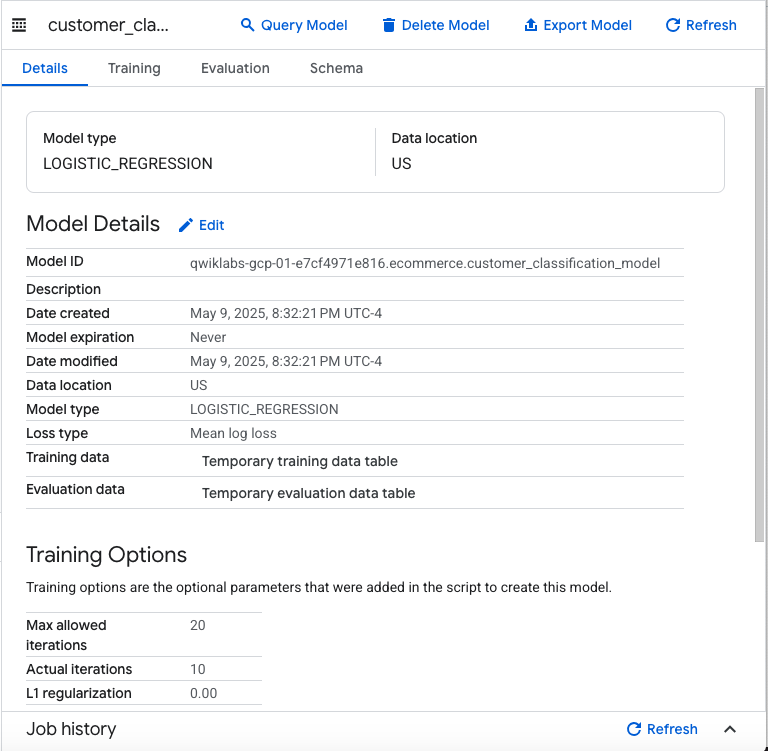 customer_cla... Query Model Delete Model Export Model Refresh
Details Training Evaluation Schema
Model type Data location
LOGISTIC_REGRESSION US
Model Details Edit
Model ID qwiklabs-gcp-01-e7cf4971e816.ecommerce.customer_classification_model
Description
Date created May 9, 2025, 8:32:21 PM UTC-4
Model expiration Never
Date modified May 9, 2025, 8:32:21 PM UTC-4
Data location US
Model type LOGISTIC_REGRESSION
Loss type Mean log loss
Training data Temporary training data table
Evaluation data Temporary evaluation data table
Training Options
Training options are the optional parameters that were added in the script to create this model.
Max allowed 20
iterations
Actual iterations 10
L1 regularization 0.00
Job history Refresh